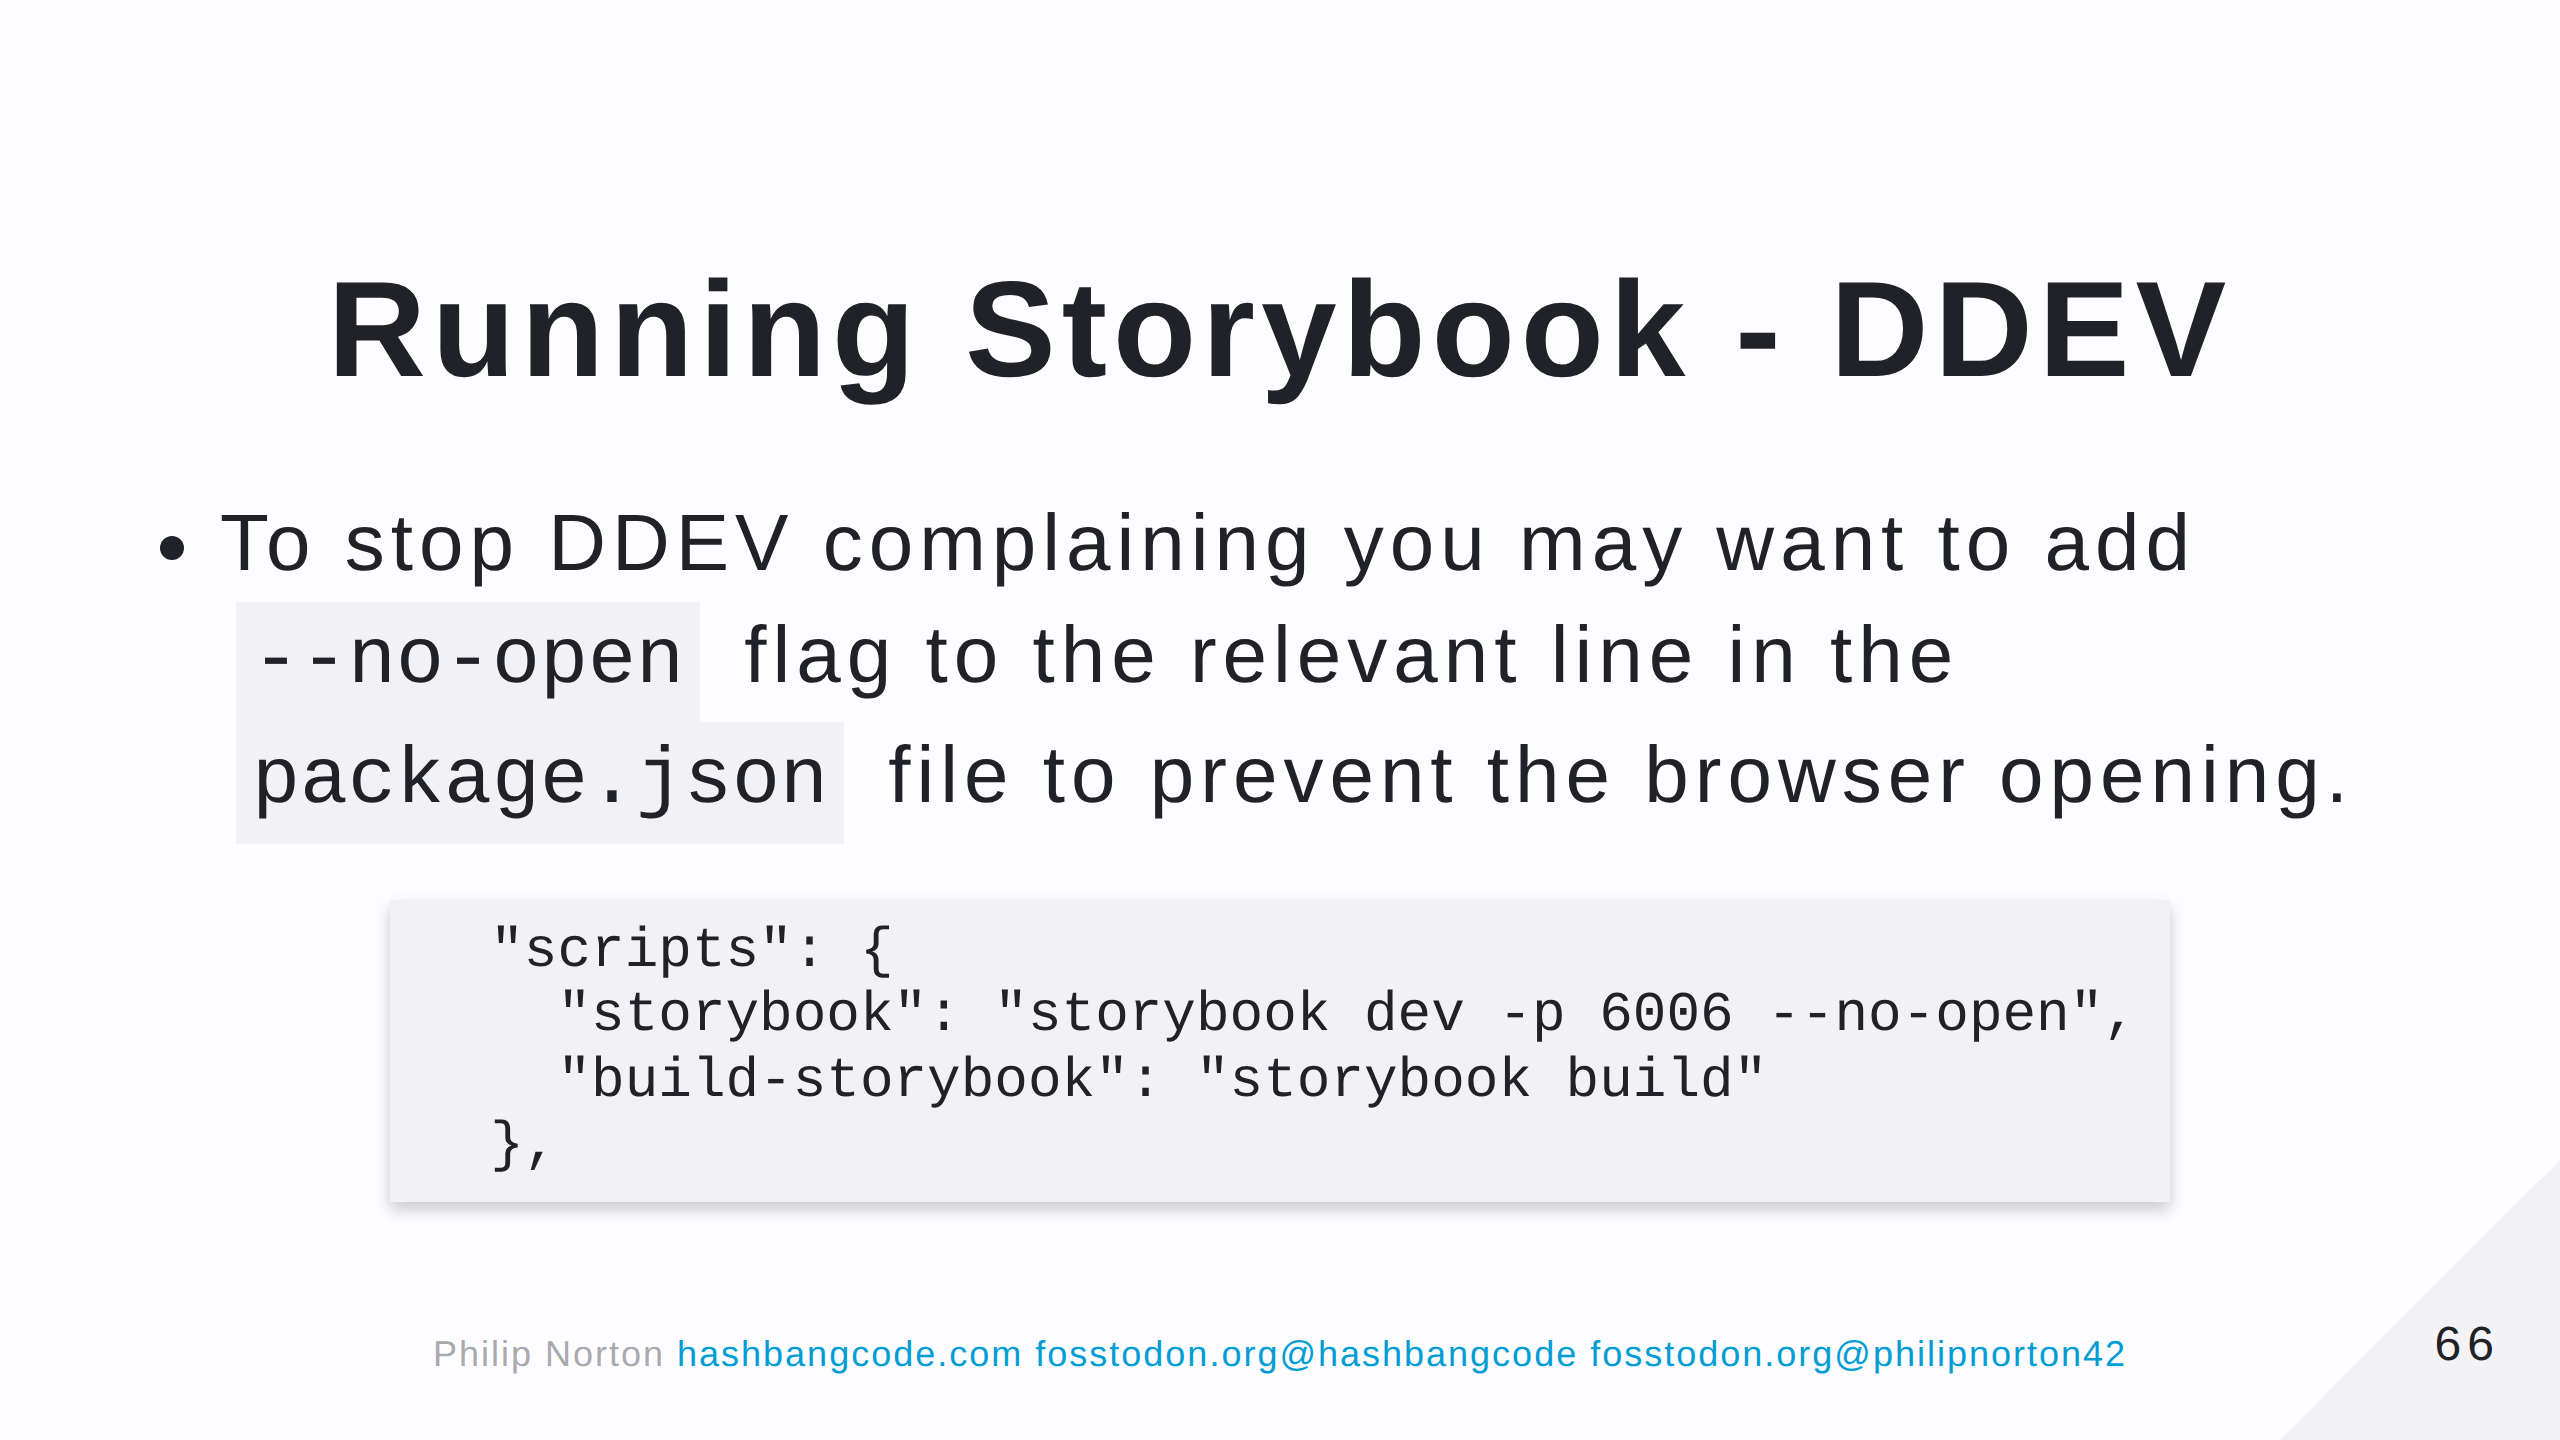 Running Storybook - DDEV
• To stop DDEV complaining you may want to add
--no-open flag to the relevant line in the
package.json file to prevent the browser opening.
"scripts": {
  "storybook": "storybook dev -p 6006 --no-open",
  "build-storybook": "storybook build"
},
Philip Norton hashbangcode.com fosstodon.org@hashbangcode fosstodon.org@philipnorton42
66